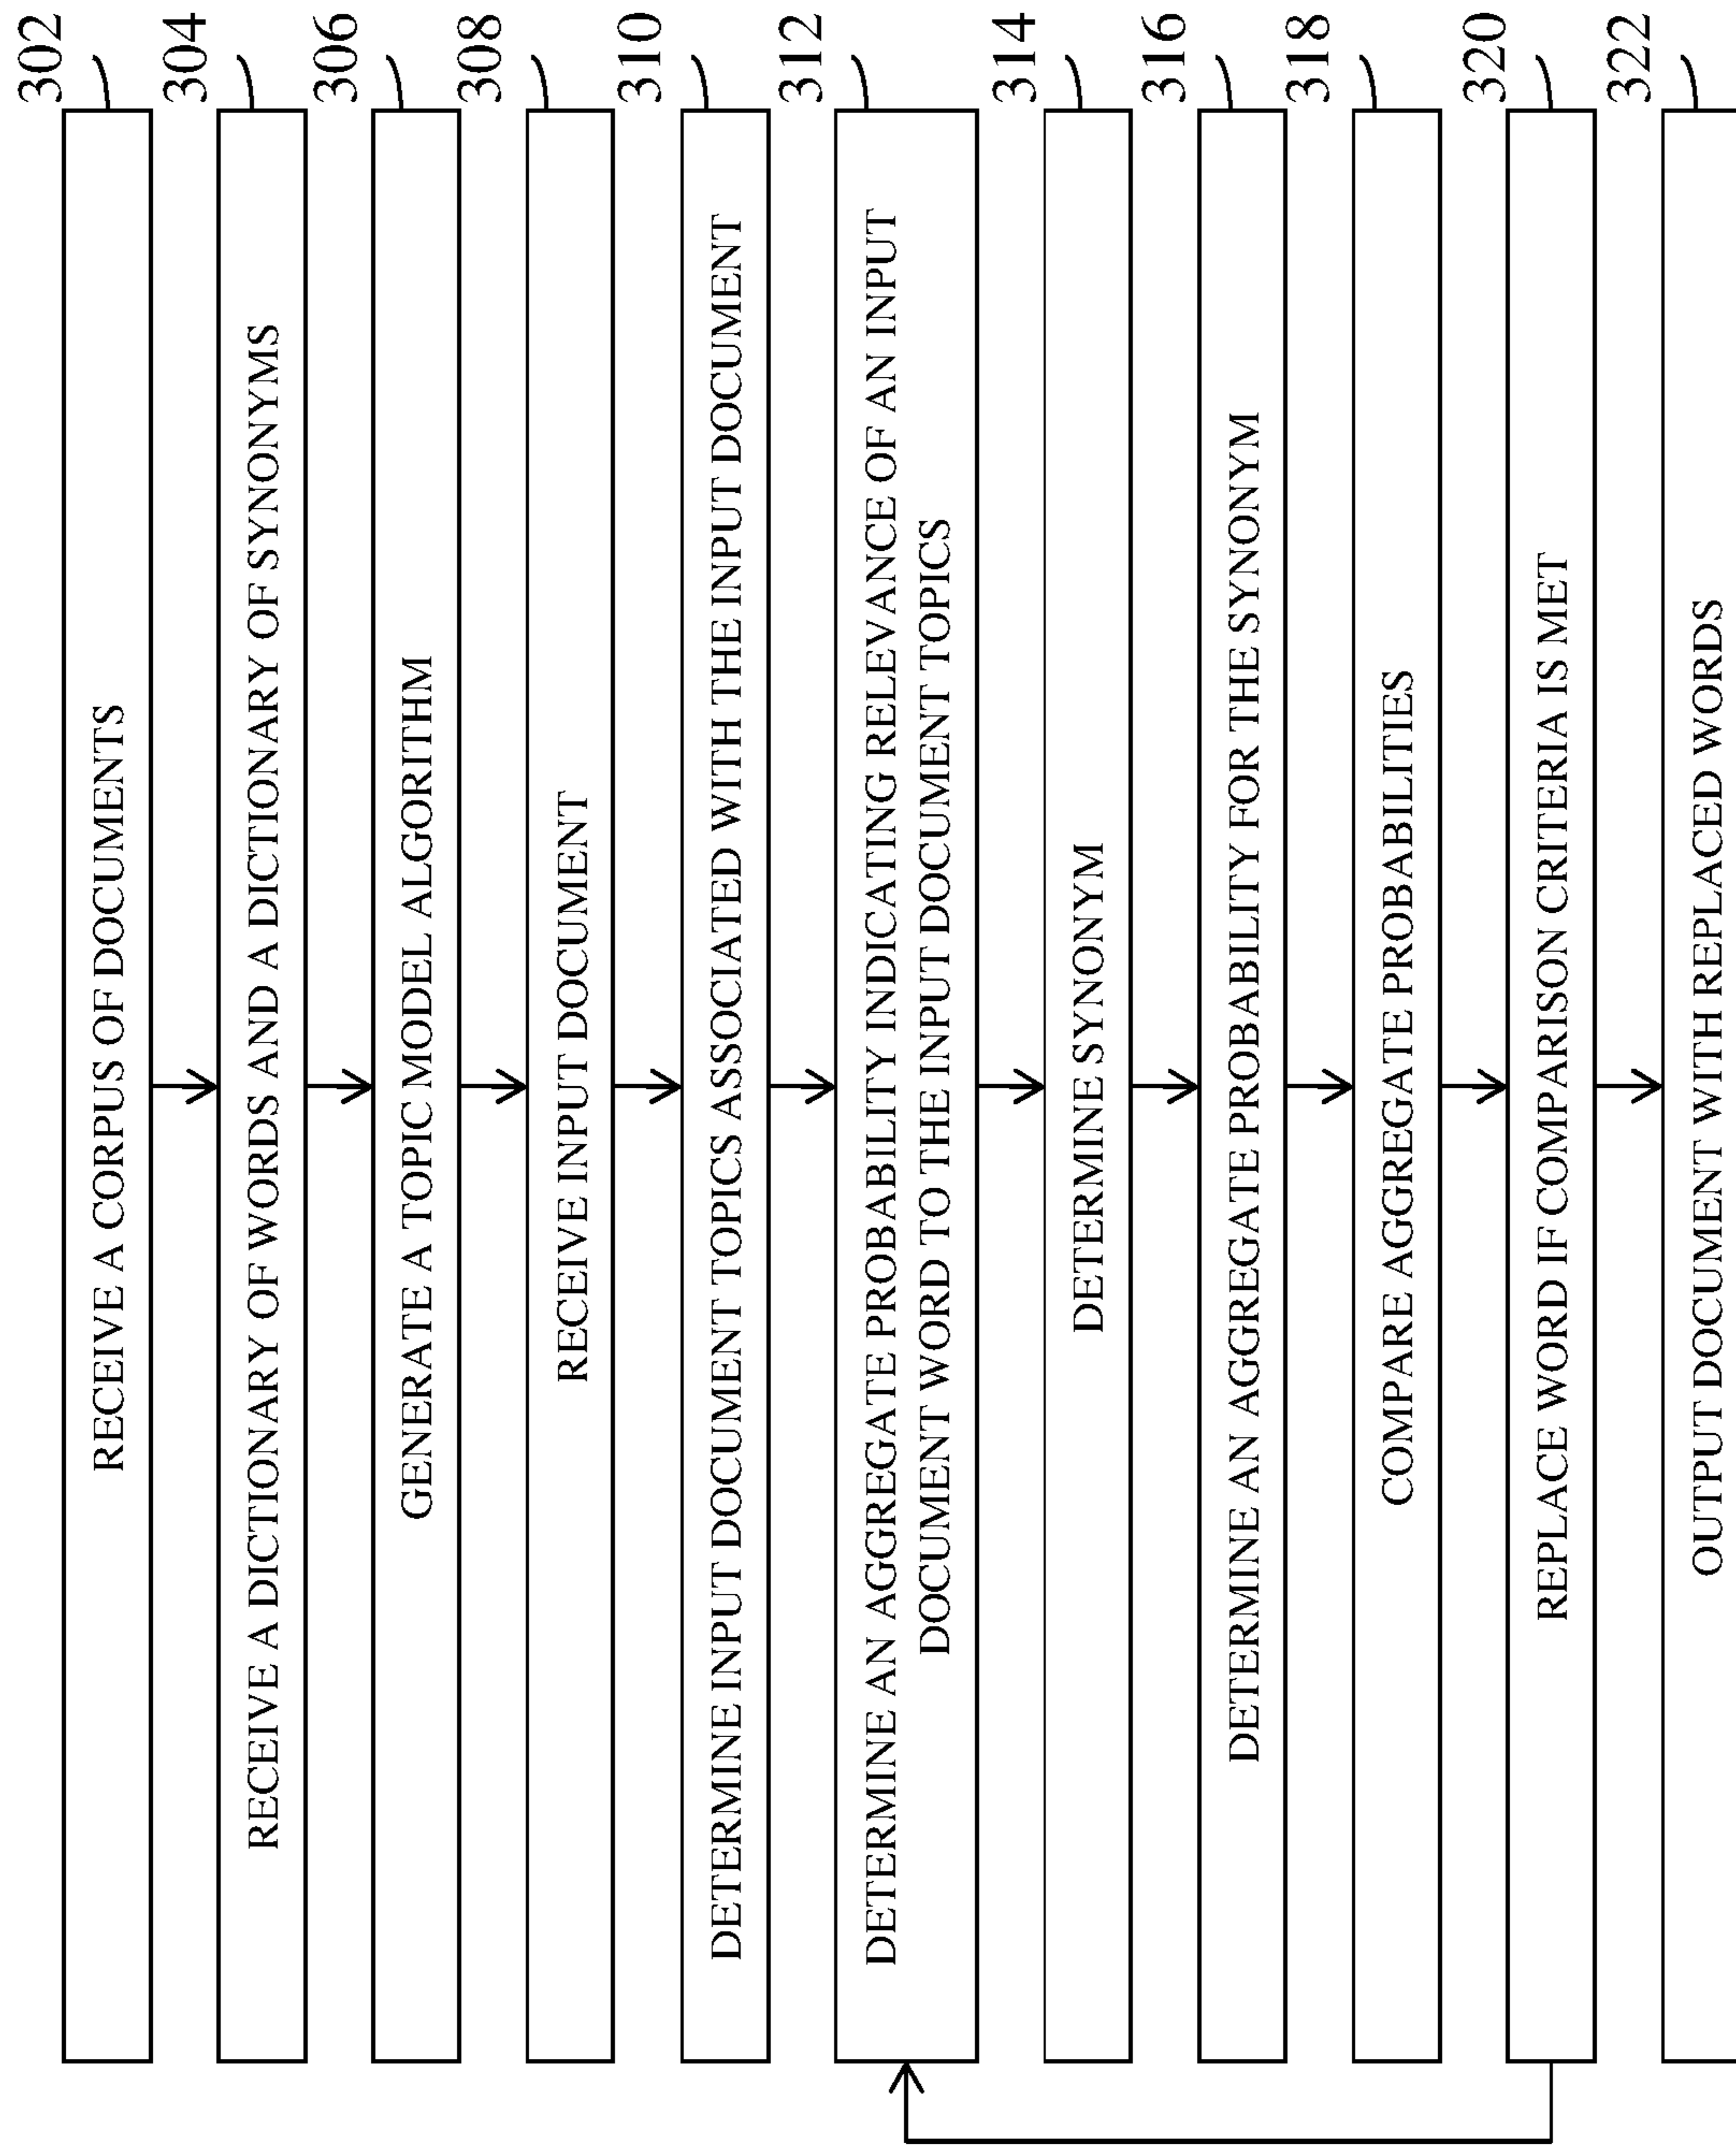 302
RECEIVE A CORPUS OF DOCUMENTS
304
RECEIVE A DICTIONARY OF WORDS AND A DICTIONARY OF SYNONYMS
306
GENERATE A TOPIC MODEL ALGORITHM
308
RECEIVE INPUT DOCUMENT
310
DETERMINE INPUT DOCUMENT TOPICS ASSOCIATED WITH THE INPUT DOCUMENT
312
DETERMINE AN AGGREGATE PROBABILITY INDICATING RELEVANCE OF AN INPUT
DOCUMENT WORD TO THE INPUT DOCUMENT TOPICS
314
DETERMINE SYNONYM
316
DETERMINE AN AGGREGATE PROBABILITY FOR THE SYNONYM
318
COMPARE AGGREGATE PROBABILITIES
320
REPLACE WORD IF COMPARISON CRITERIA IS MET
322
OUTPUT DOCUMENT WITH REPLACED WORDS